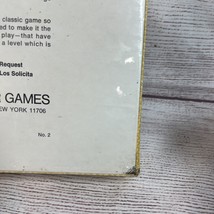 classic game so
ed to make it the
play—that have
a level which is
Request
Los Solicita
R GAMES
EW YORK 11706
No. 2